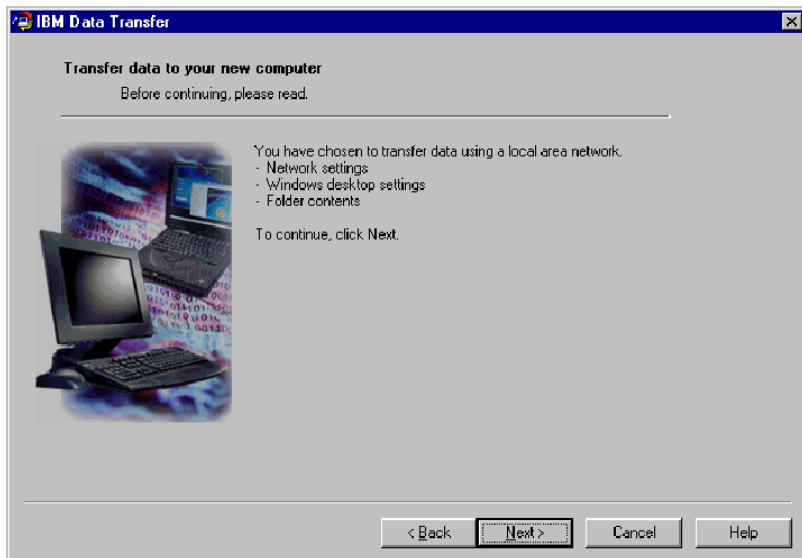 IBM Data Transfer
Transfer data to your new computer
Before continuing, please read.
You have chosen to transfer data using a local area network.
- Network settings
- Windows desktop settings
- Folder contents
To continue, click Next.
< Back Next > Cancel Help